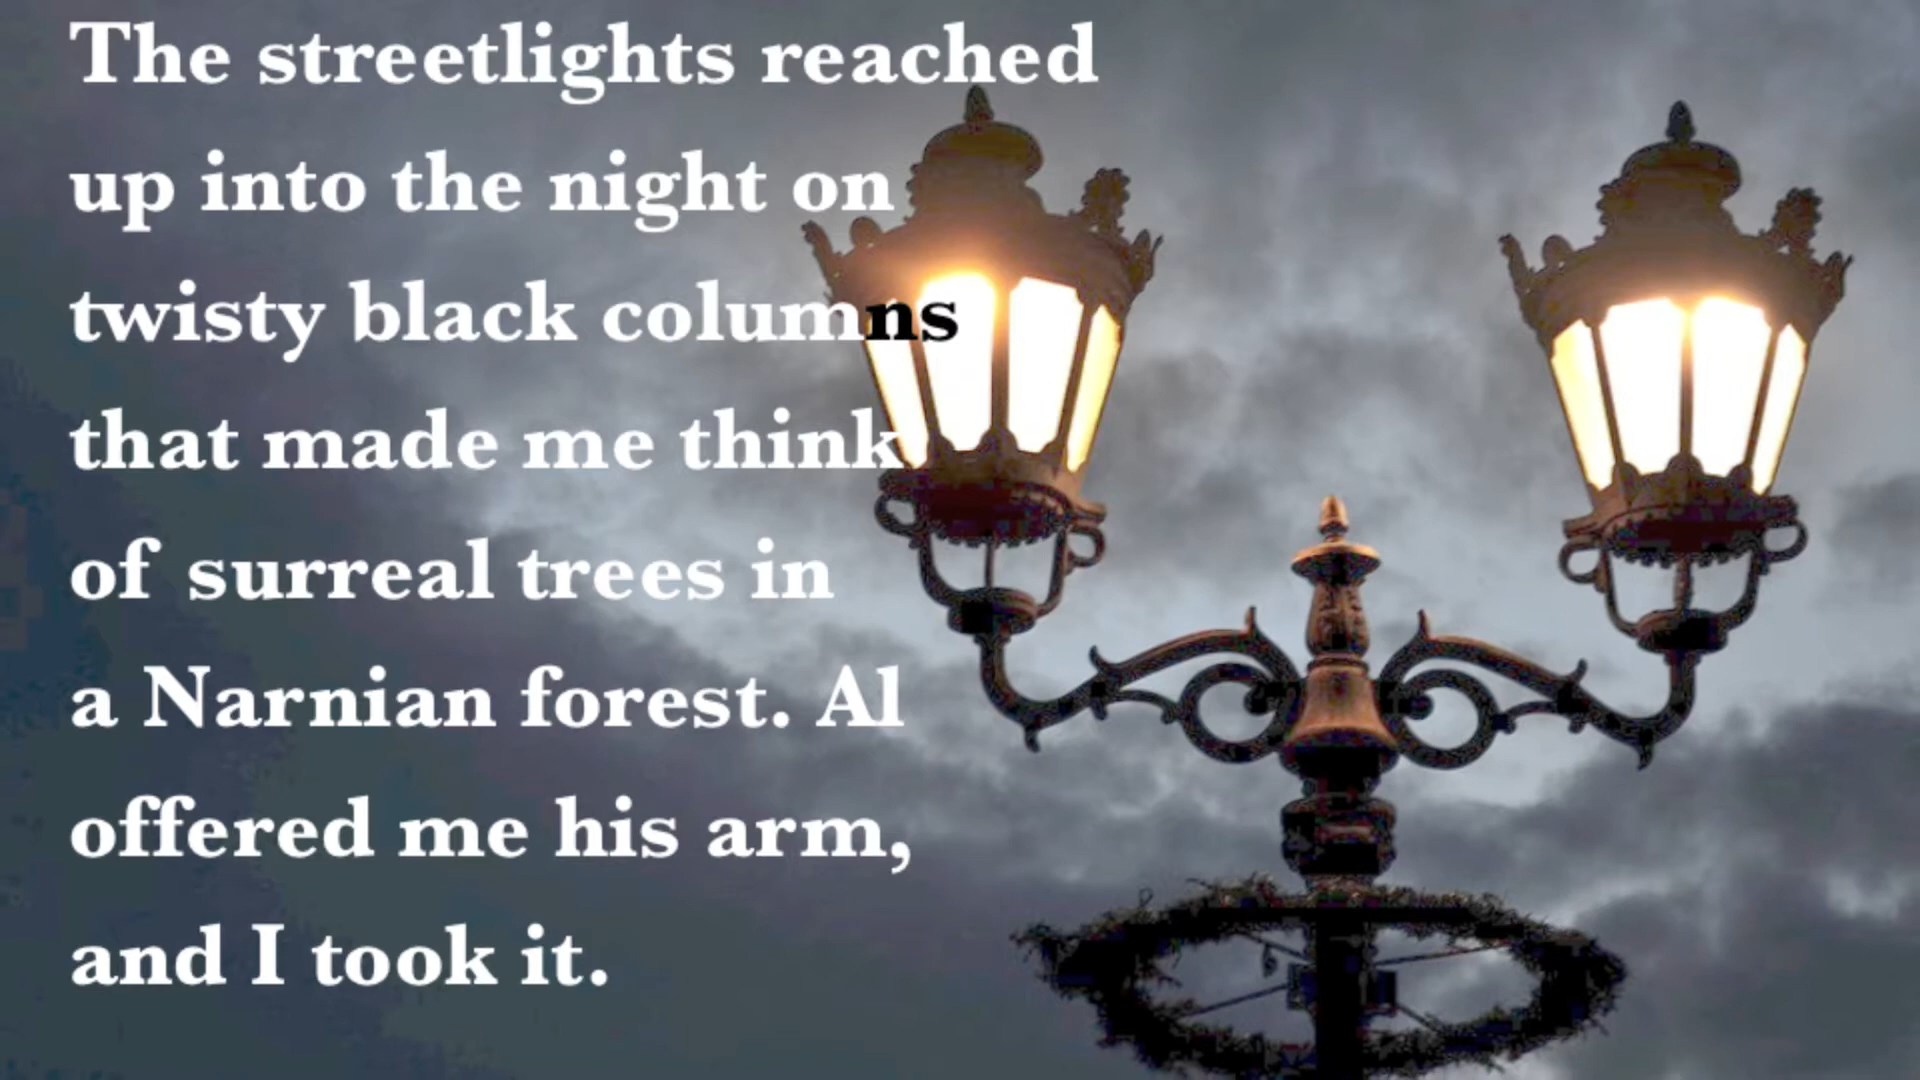 The streetlights reached
up into the night on
twisty black columns
that made me think
of surreal trees in
a Narnian forest. Al
offered me his arm,
and I took it.